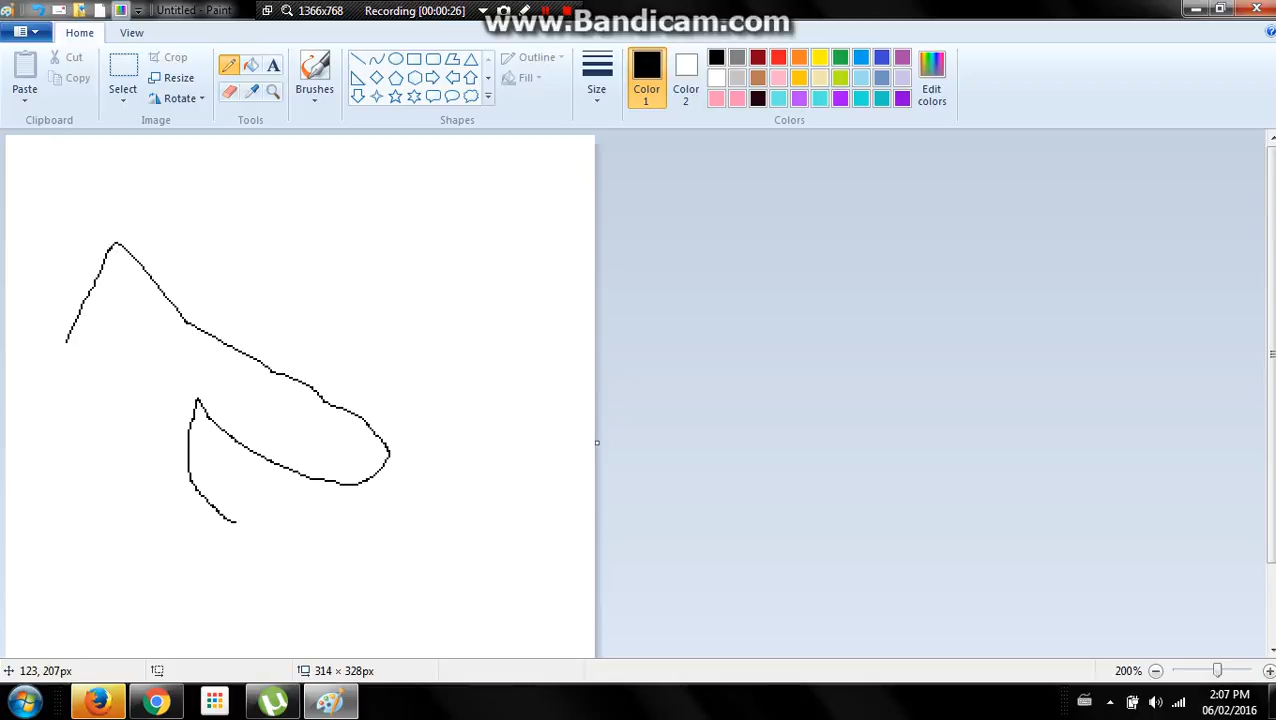 Untitled - Paint
1366x768
Recording [00:00:26]
www.Bandicam.com
Home
View
Paste
Cut
Copy
Clipboard
Select
Crop
Resize
Rotate
Image
A
Tools
Brushes
Outline
Fill
Shapes
Size
Color 1
Color 2
Edit colors
Colors
123, 207px
314 × 328px
200%
2:07 PM
06/02/2016